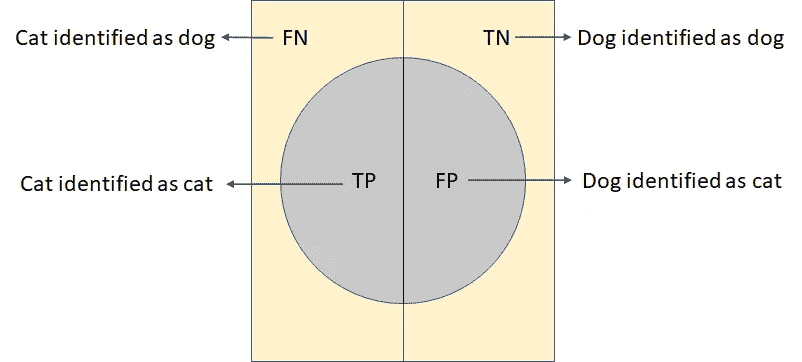 Cat identified as dog FN TN Dog identified as dog
Cat identified as cat TP FP Dog identified as cat